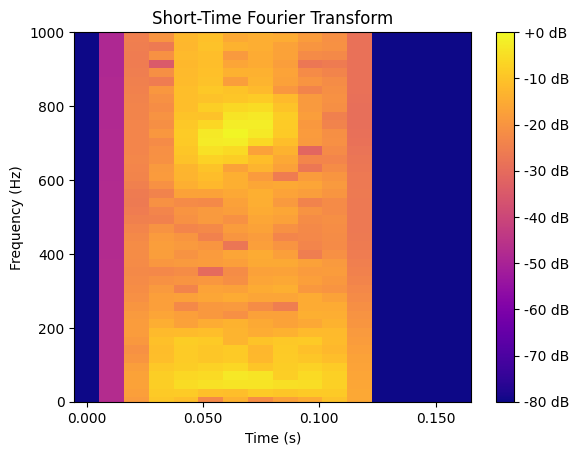 Short-Time Fourier Transform
1000
800
600
400
200
0
Frequency (Hz)
0.000
0.050
0.100
0.150
Time (s)
+0 dB
-10 dB
-20 dB
-30 dB
-40 dB
-50 dB
-60 dB
-70 dB
-80 dB